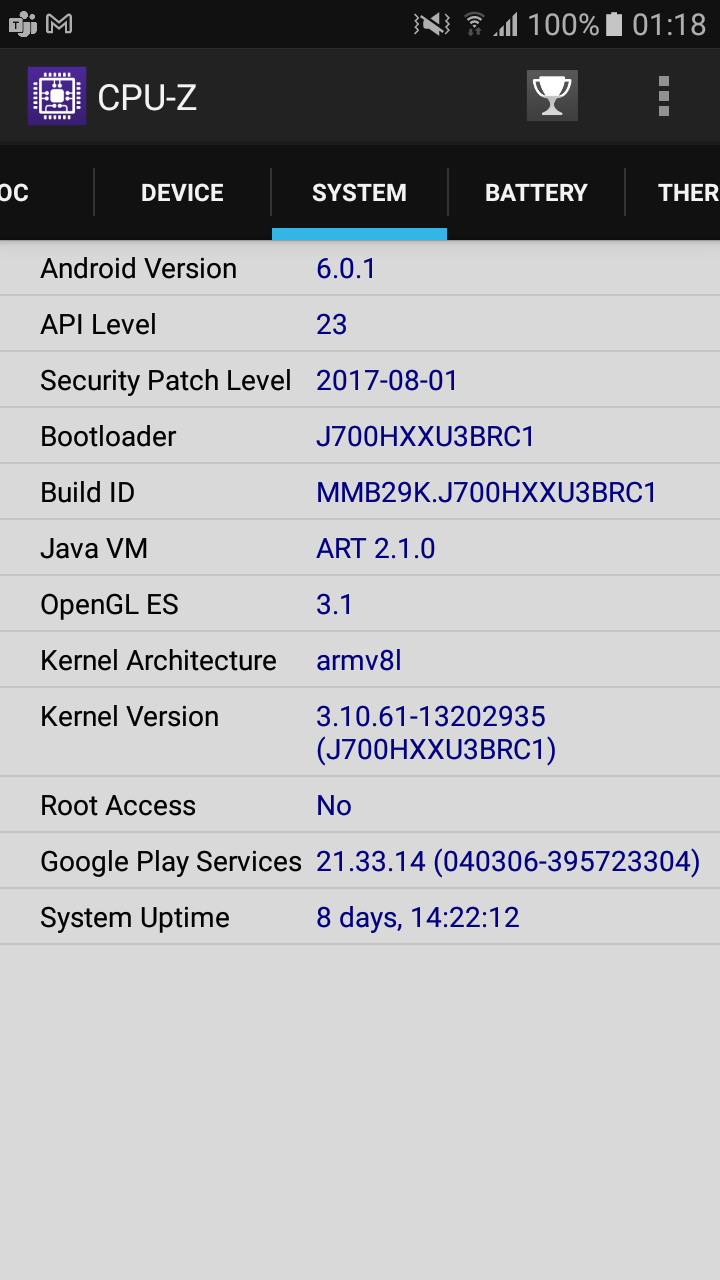 100% 01:18
CPU-Z
OC DEVICE SYSTEM BATTERY THER
Android Version 6.0.1
API Level 23
Security Patch Level 2017-08-01
Bootloader J700HXXU3BRC1
Build ID MMB29K.J700HXXU3BRC1
Java VM ART 2.1.0
OpenGL ES 3.1
Kernel Architecture armv8l
Kernel Version 3.10.61-13202935
(J700HXXU3BRC1)
Root Access No
Google Play Services 21.33.14 (040306-395723304)
System Uptime 8 days, 14:22:12